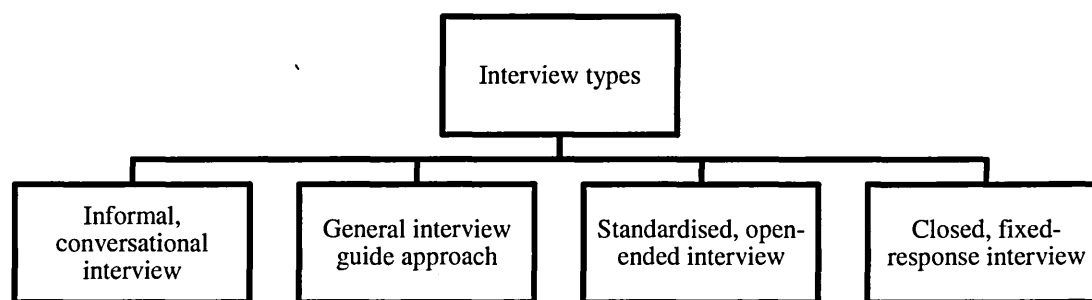 Interview types
Informal,
conversational
interview
General interview
guide approach
Standardised, open-
ended interview
Closed, fixed-
response interview